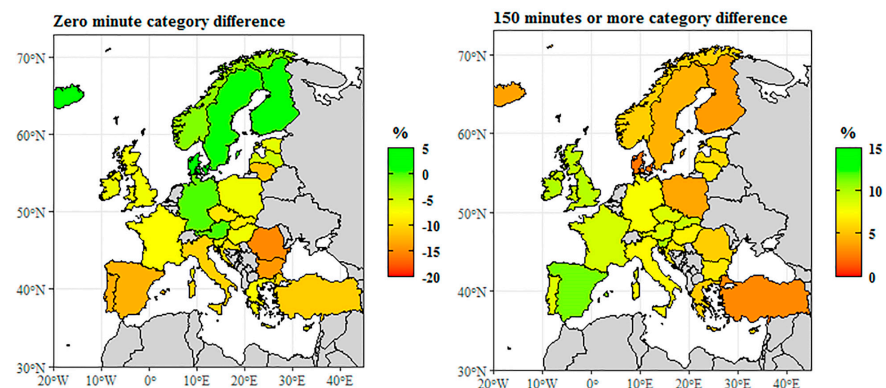 Zero minute category difference
150 minutes or more category difference
70°N
60°N
50°N
40°N
30°N
20°W
10°W
0°
10°E
20°E
30°E
40°E
%
5
0
-5
-10
-15
-20
70°N
60°N
50°N
40°N
30°N
20°W
10°W
0°
10°E
20°E
30°E
40°E
%
15
10
5
0